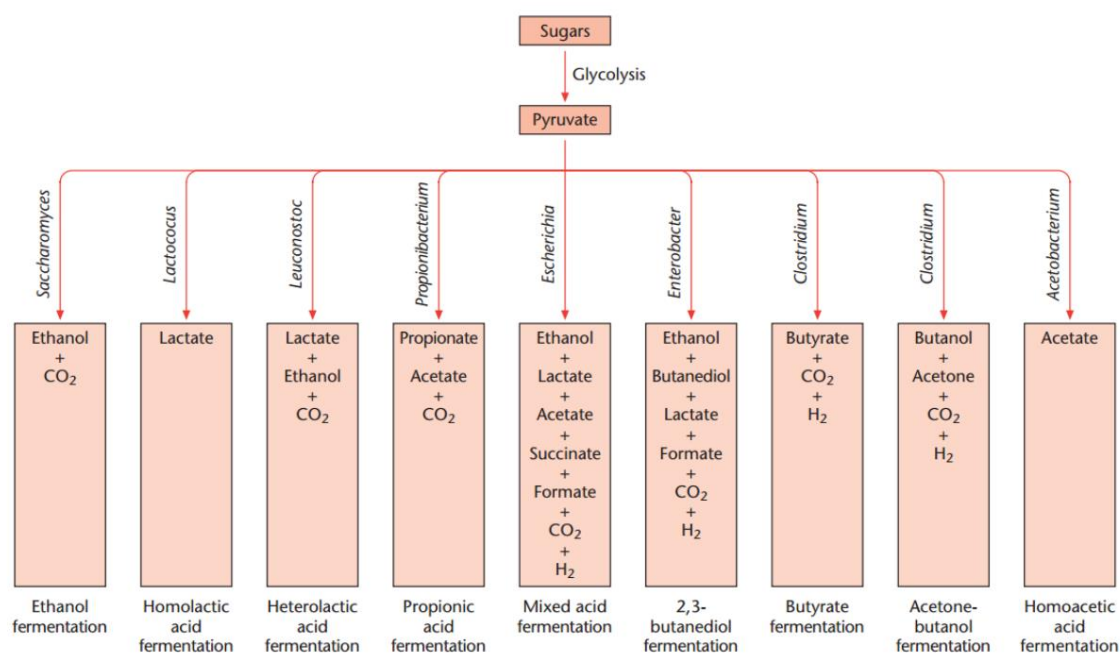 Sugars
Glycolysis
Pyruvate
Saccharomyces
Lactococus
Leuconostoc
Propionibacterium
Escherichia
Enterobacter
Clostridium
Clostridium
Acetobacterium
Ethanol
+
CO₂
Lactate
Lactate
+
Ethanol
+
CO₂
Propionate
+
Acetate
+
CO₂
Ethanol
+
Lactate
+
Acetate
+
Succinate
+
Formate
+
CO₂
+
H₂
Ethanol
+
Butanediol
+
Lactate
+
Formate
+
CO₂
+
H₂
Butyrate
+
CO₂
+
H₂
Butanol
+
Acetone
+
CO₂
+
H₂
Acetate
Ethanol
fermentation
Homolactic
acid
fermentation
Heterolactic
acid fermentation
Propionic
acid
fermentation
Mixed acid
fermentation
2,3-
butanediol
fermentation
Butyrate
fermentation
Acetone-
butanol
fermentation
Homoacetic
acid fermentation